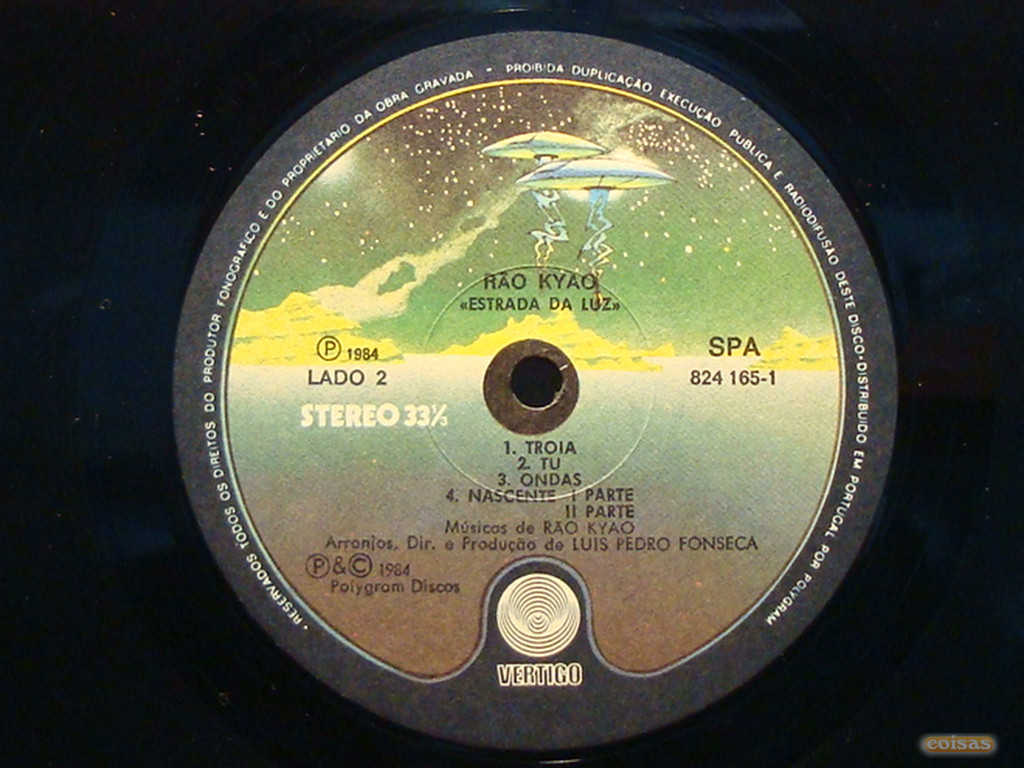 • RESERVADOS TODOS OS DIREITOS DO PRODUTOR FONOGRAFICO E DO PROPRIETARIO DA OBRA GRAVADA - PROIBIDA DUPLICAÇÃO EXECUÇÃO PUBLICA E RADIODIFUSÃO DESTE DISCO • DISTRIBUIDO EM PORTUGAL POR POLYGRAM
RÃO KYAO
«ESTRADA DA LUZ»
Ⓟ 1984
LADO 2
STEREO 33⅓
SPA
824 165-1
1. TROIA
2. TU
3. ONDAS
4. NASCENTE I PARTE
II PARTE
Músicas de RÃO KYAO
Arranjos, Dir. e Produção de LUIS PEDRO FONSECA
Ⓟ&© 1984
Polygram Discos
VERTIGO
coisas